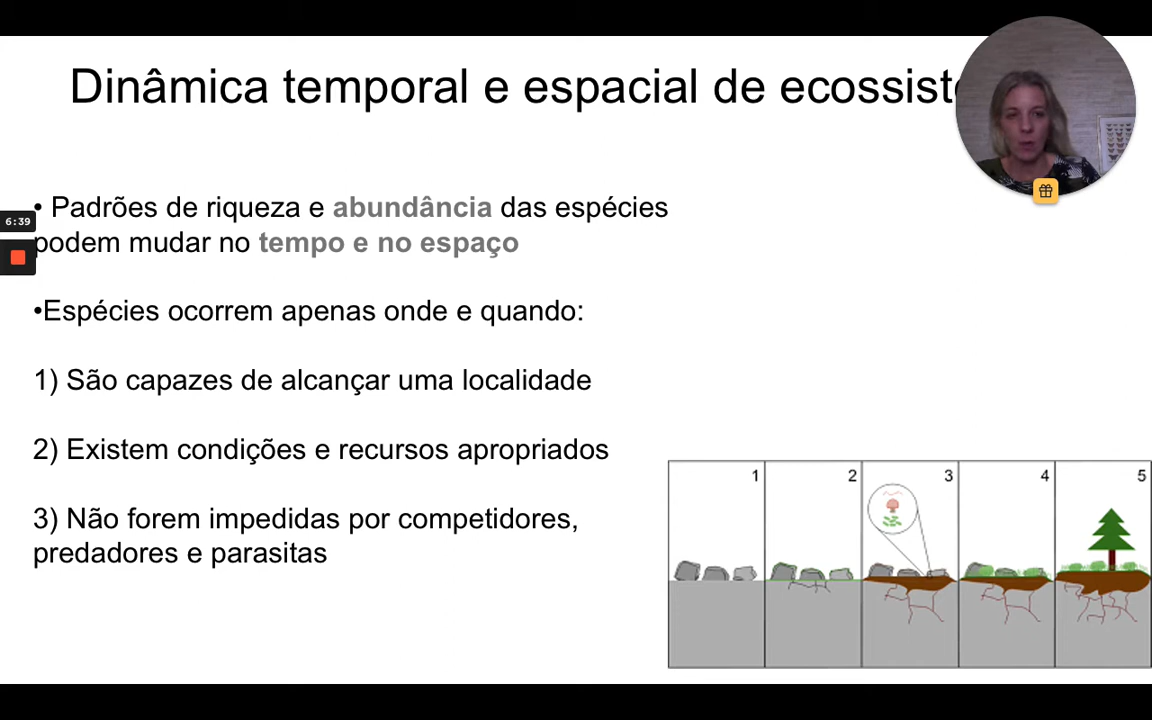 Dinâmica temporal e espacial de ecossiste
• Padrões de riqueza e abundância das espécies
podem mudar no tempo e no espaço
6:39
•Espécies ocorrem apenas onde e quando:
1) São capazes de alcançar uma localidade
2) Existem condições e recursos apropriados
3) Não forem impedidas por competidores,
predadores e parasitas
1 2 3 4 5